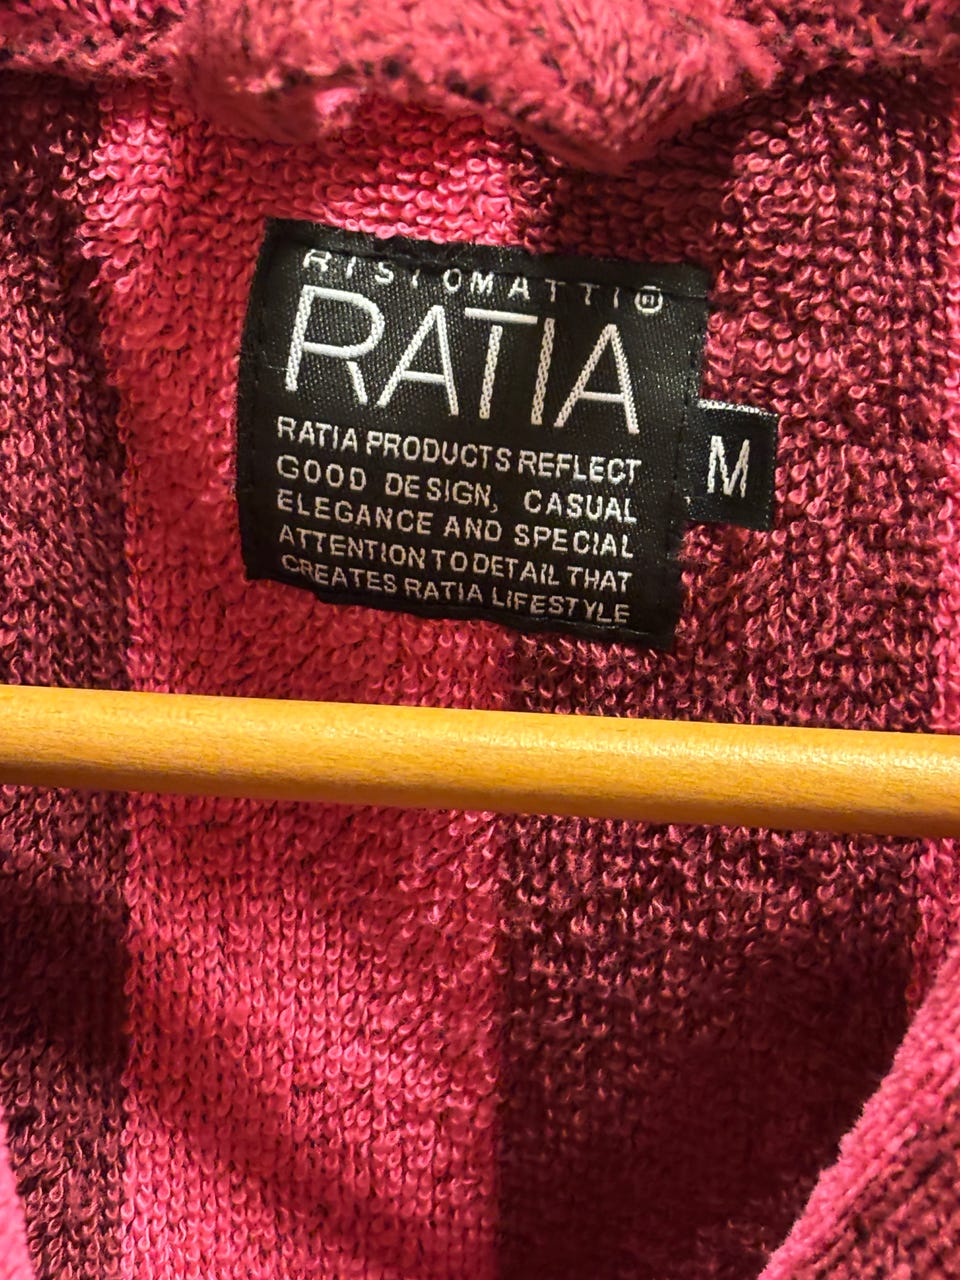 RISTOMATTI®
RATIA
RATIA PRODUCTS REFLECT
GOOD DESIGN, CASUAL
ELEGANCE AND SPECIAL
ATTENTION TO DETAIL THAT
CREATES RATIA LIFESTYLE
M